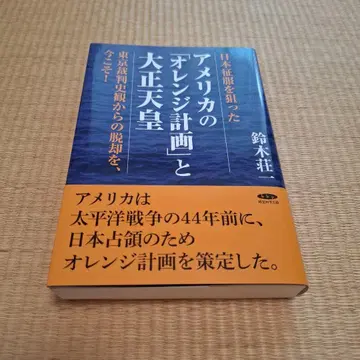 日本征服を狙った
アメリカの
「オレンジ計画」と
大正天皇
東京裁判史観からの脱却を、
今こそ!
鈴木荘一
アメリカは
太平洋戦争の44年前に、
日本占領のため
オレンジ計画を策定した。